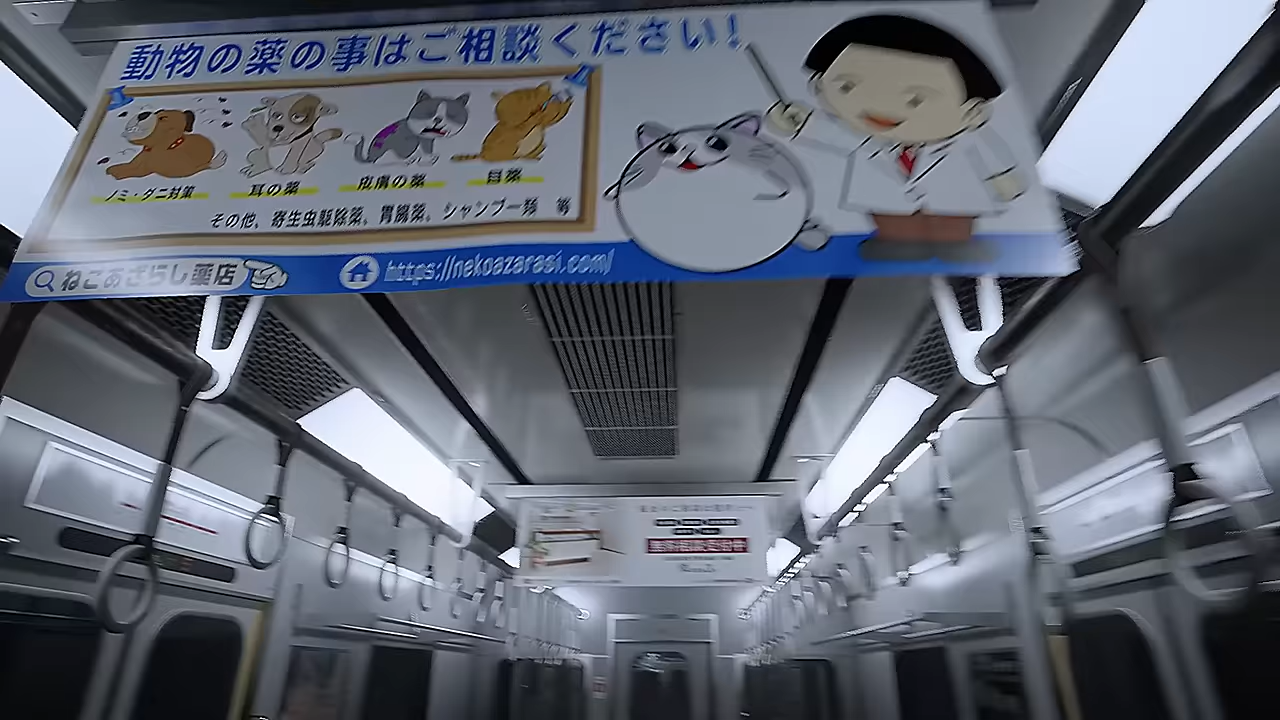 動物の薬の事はご相談ください!
ノミ・ダニ対策 耳の薬 皮膚の薬 目薬
その他、寄生虫駆除薬、胃腸薬、シャンプー類 等
ねこあざらし薬店 https://nekoazarasi.com/